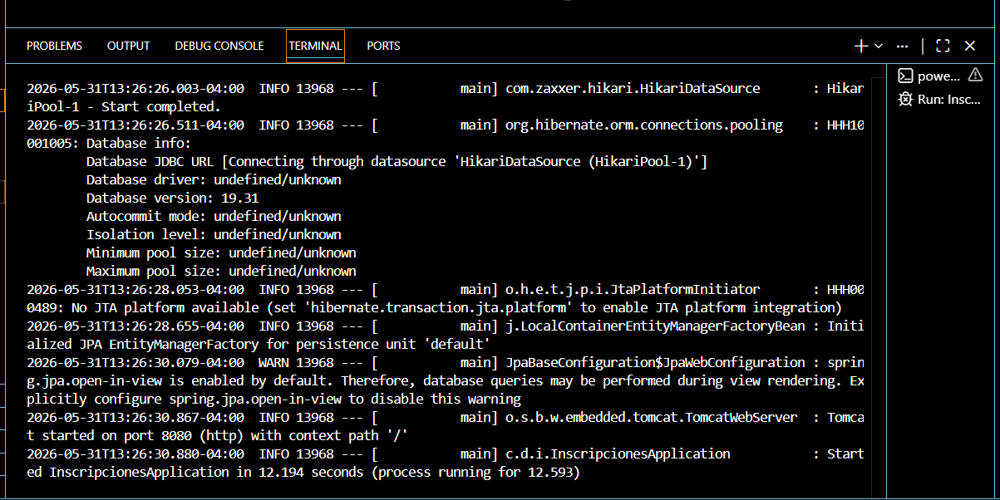 PROBLEMS OUTPUT DEBUG CONSOLE TERMINAL PORTS
2026-05-31T13:26:26.003-04:00  INFO 13968 --- [           main] com.zaxxer.hikari.HikariDataSource       : Hikar
iPool-1 - Start completed.
2026-05-31T13:26:26.511-04:00  INFO 13968 --- [           main] org.hibernate.orm.connections.pooling    : HHH10
001005: Database info:
        Database JDBC URL [Connecting through datasource 'HikariDataSource (HikariPool-1)']
        Database driver: undefined/unknown
        Database version: 19.31
        Autocommit mode: undefined/unknown
        Isolation level: undefined/unknown
        Minimum pool size: undefined/unknown
        Maximum pool size: undefined/unknown
2026-05-31T13:26:28.053-04:00  INFO 13968 --- [           main] o.h.e.t.j.p.i.JtaPlatformInitiator       : HHH00
0489: No JTA platform available (set 'hibernate.transaction.jta.platform' to enable JTA platform integration)
2026-05-31T13:26:28.655-04:00  INFO 13968 --- [           main] j.LocalContainerEntityManagerFactoryBean : Initi
alized JPA EntityManagerFactory for persistence unit 'default'
2026-05-31T13:26:30.079-04:00  WARN 13968 --- [           main] JpaBaseConfiguration$JpaWebConfiguration : sprin
g.jpa.open-in-view is enabled by default. Therefore, database queries may be performed during view rendering. Ex
plicitly configure spring.jpa.open-in-view to disable this warning
2026-05-31T13:26:30.867-04:00  INFO 13968 --- [           main] o.s.b.w.embedded.tomcat.TomcatWebServer  : Tomca
t started on port 8080 (http) with context path '/'
2026-05-31T13:26:30.880-04:00  INFO 13968 --- [           main] c.d.i.InscripcionesApplication           : Start
ed InscripcionesApplication in 12.194 seconds (process running for 12.593)
powe...
Run: Insc...